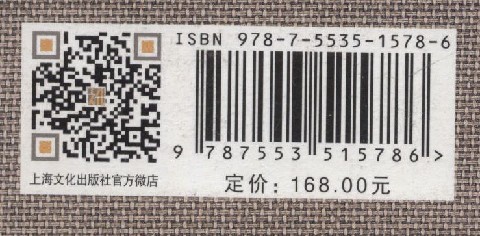 ISBN 978-7-5535-1578-6
9 787553 515786 >
上海文化出版社官方微店
定价: 168.00元